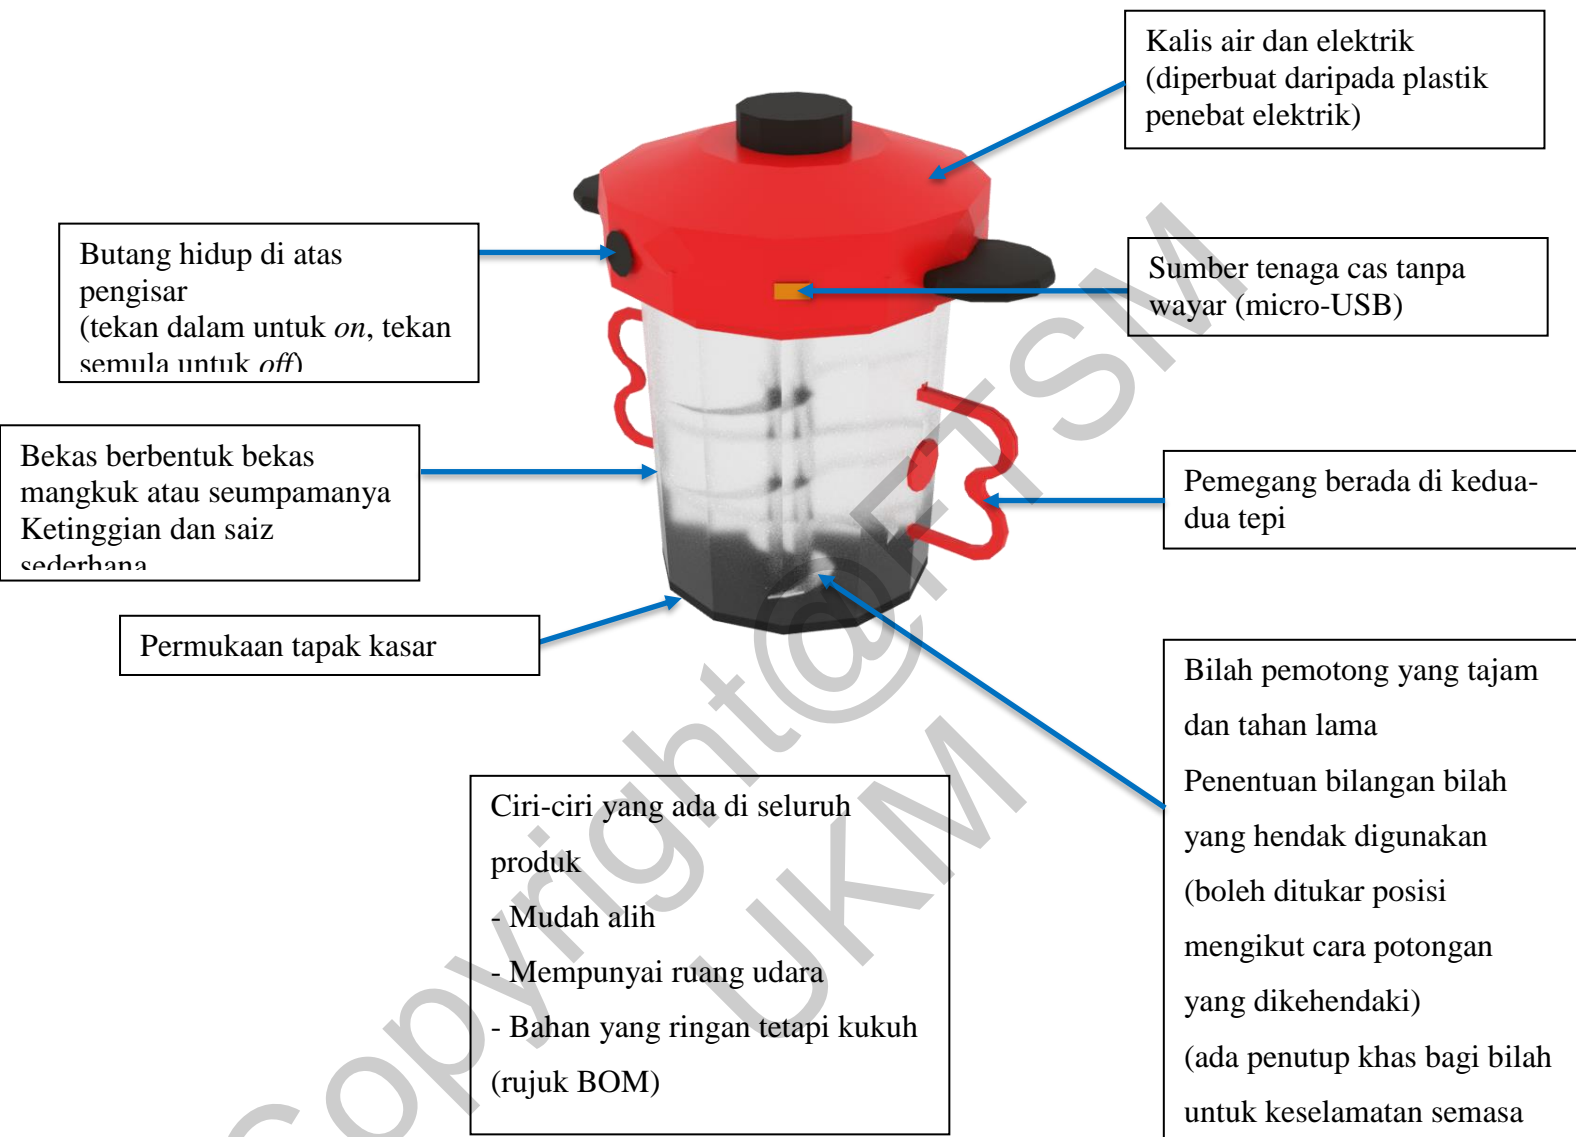 Kalis air dan elektrik
(diperbuat daripada plastik
penebat elektrik)
Butang hidup di atas
pengisar
(tekan dalam untuk on, tekan
semula untuk off)
Sumber tenaga cas tanpa
wayar (micro-USB)
Bekas berbentuk bekas
mangkuk atau seumpamanya
Ketinggian dan saiz
sederhana
Pemegang berada di kedua-
dua tepi
Permukaan tapak kasar
Bilah pemotong yang tajam
dan tahan lama
Penentuan bilangan bilah
yang hendak digunakan
(boleh ditukar posisi
mengikut cara potongan
yang dikehendaki)
(ada penutup khas bagi bilah
untuk keselamatan semasa
Ciri-ciri yang ada di seluruh
produk
- Mudah alih
- Mempunyai ruang udara
- Bahan yang ringan tetapi kukuh
(rujuk BOM)
Copyright@FTSM
UKM